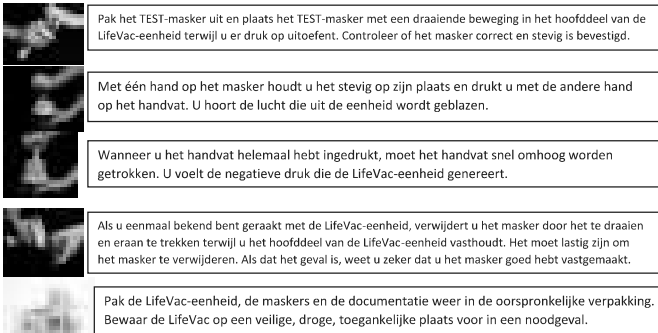 Pak het TEST-masker uit en plaats het TEST-masker met een draaiende beweging in het hoofddeel van de
LifeVac-eenheid terwijl u er druk op uitoefent. Controleer of het masker correct en stevig is bevestigd.
Met één hand op het masker houdt u het stevig op zijn plaats en drukt u met de andere hand
op het handvat. U hoort de lucht die uit de eenheid wordt geblazen.
Wanneer u het handvat helemaal hebt ingedrukt, moet het handvat snel omhoog worden
getrokken. U voelt de negatieve druk die de LifeVac-eenheid genereert.
Als u eenmaal bekend bent geraakt met de LifeVac-eenheid, verwijdert u het masker door het te draaien
en eraan te trekken terwijl u het hoofddeel van de LifeVac-eenheid vasthoudt. Het moet lastig zijn om
het masker te verwijderen. Als dat het geval is, weet u zeker dat u het masker goed hebt vastgemaakt.
Pak de LifeVac-eenheid, de maskers en de documentatie weer in de oorspronkelijke verpakking.
Bewaar de LifeVac op een veilige, droge, toegankelijke plaats voor in een noodgeval.